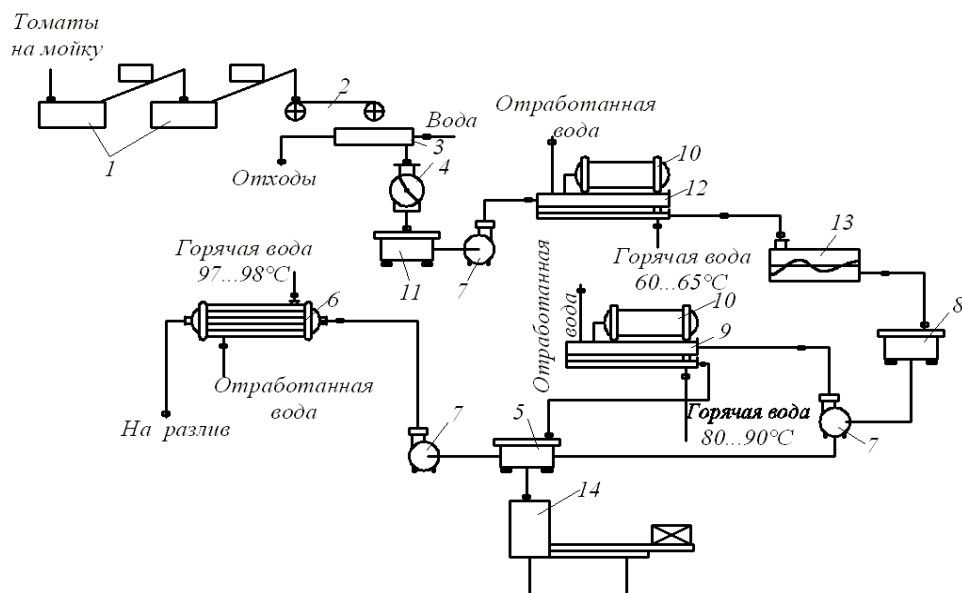 Томаты
на мойку
2
Вода
3
1
Отходы
4
Отработанная
вода
10
12
Горячая вода
97...98°C
6
11
7
Горячая вода
60...65°C
13
Отработанная
вода
10
9
8
Отработанная
вода
На разлив
7
5
Горячая вода
80...90°C
7
14